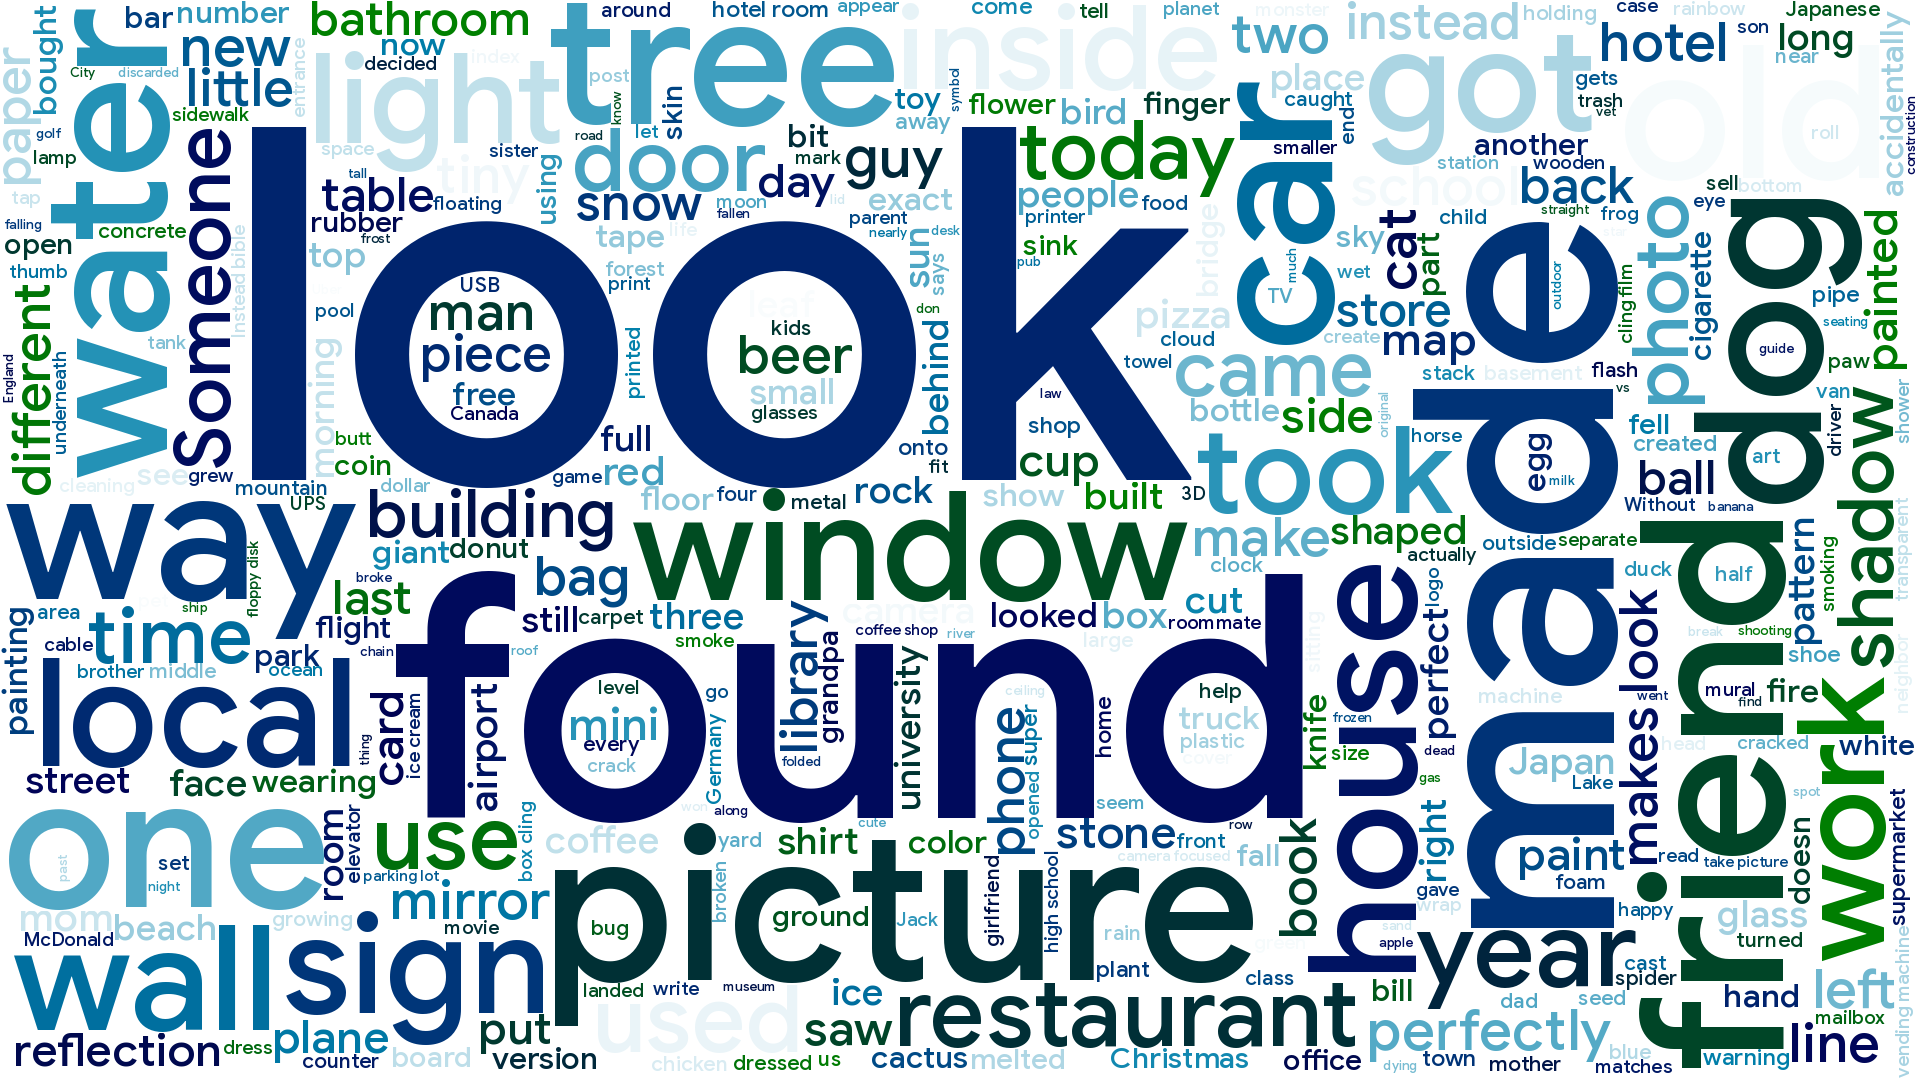 look
found
picture
window
made
tree
water
way
friend
dog
house
car
restaurant
Someone
local
one
wall
sign
light
inside
got
old
took
today
work
shadow
year
building
door
used
use
time
photo
hotel
came
new
little
bathroom
now
decided
index
entrance
bar
number
bought
paper
City
discarded
sidewalk
golf
lamp
tap
falling
open
concrete
thumb
different
England
underneath
tank
Instead bible
morning
see
cleaning
grew
mountain
UPS
butt
coin
dollar
pool
top
rubber
frost
table
tall
space
floating
sister
tiny
using
snow
post
know
road
let
skin
around
hotel room
appear
come
tell
planet
monster
toy
away
symbol
flower
bird
finger
bit
mark
guy
day
moon
fallen
lid
exact
parent
nearly
desk
tape
life
forest
print
printed
sun
says
don
behind
people
printer
food
sink
pub
bridge
two
place
instead
holding
case
rainbow
son
Japanese
long
near
gets
trash
vet
caught
end
smaller
another
wooden
station
school
back
roll
accidentally
construction
sell
bottom
eye
frog
straight
child
cat
part
sky
wet
much
TV
store
create
map
stack
basement
flash
vs
outdoor
cling film
star
cigarette
pipe
seating
painted
guide
paw
van
driver
shower
art
fell
created
ball
Without
banana
egg
milk
horse
original
bottle
side
pizza
cloud
towel
law
shop
cup
onto
fit
USB
man
piece
free
Canada
leaf
kids
beer
small
glasses
full
game
red
floor
four
metal
rock
show
built
3D
make
shaped
clock
actually
outside
separate
duck
half
pattern
smoking
transparent
neighbor
break
shooting
shoe
logo
giant
donut
floppy disk
broke
last
flight
bag
still
carpet
three
smoke
camera
looked
box
cut
roommate
coffee shop
river
large
sitting
library
grandpa
university
area
painting
cable
brother
middle
ship
park
ocean
chain
roof
street
face
wearing
thing
card
ice cream
airport
level
mini
every
crack
go
Germany
folded
ceiling
phone
super
opened
home
help
truck
plastic
cover
knife
frozen
size
perfect
dead
gas
machine
Japan
Lake
look
makes
went
head
mural
find
fire
cracked
white
spot
supermarket
doesn
past
set
night
room
elevator
parking lot
box cling
coffee
won
along
cute
yard
shirt
color
seem
stone
front
row
camera focused
fall
book
right
gave
wrap
paint
foam
read
take picture
happy
glass
turned
mom
McDonald
beach
growing
mirror
movie
bug
broken
ground
Jack
girlfriend
high school
rain
plant
green
sand
apple
class
bill
reflection
dress
plane
counter
board
put
version
landed
write
museum
chicken
dressed
us
ice
saw
cactus
melted
Christmas
office
perfectly
dying
dad
seed
cast
spider
town
mother
blue
matches
warning
hand
left
mailbox
line
vending machine